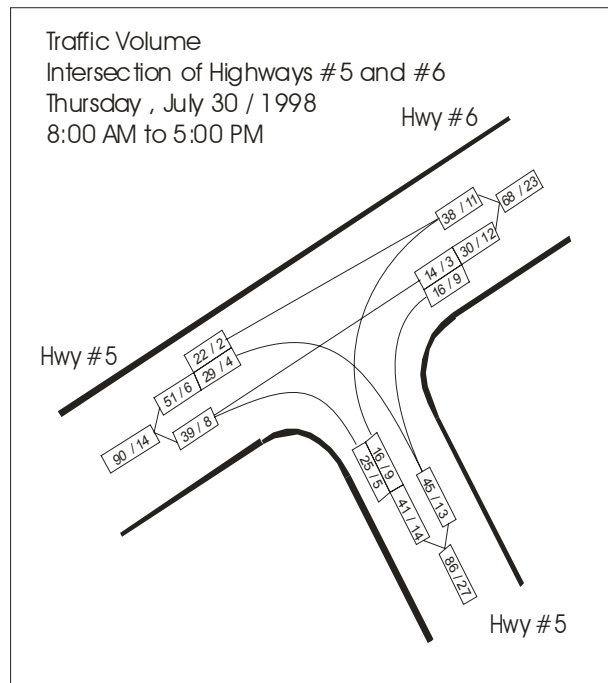 Traffic Volume
Intersection of Highways #5 and #6
Thursday , July 30 / 1998
8:00 AM to 5:00 PM
Hwy #6
68 / 23
38 / 11
30 / 12
14 / 3
16 / 9
Hwy #5
22 / 2
29 / 4
51 / 6
39 / 8
90 / 14
16 / 9
25 / 5
45 / 13
41 / 14
86 / 27
Hwy #5